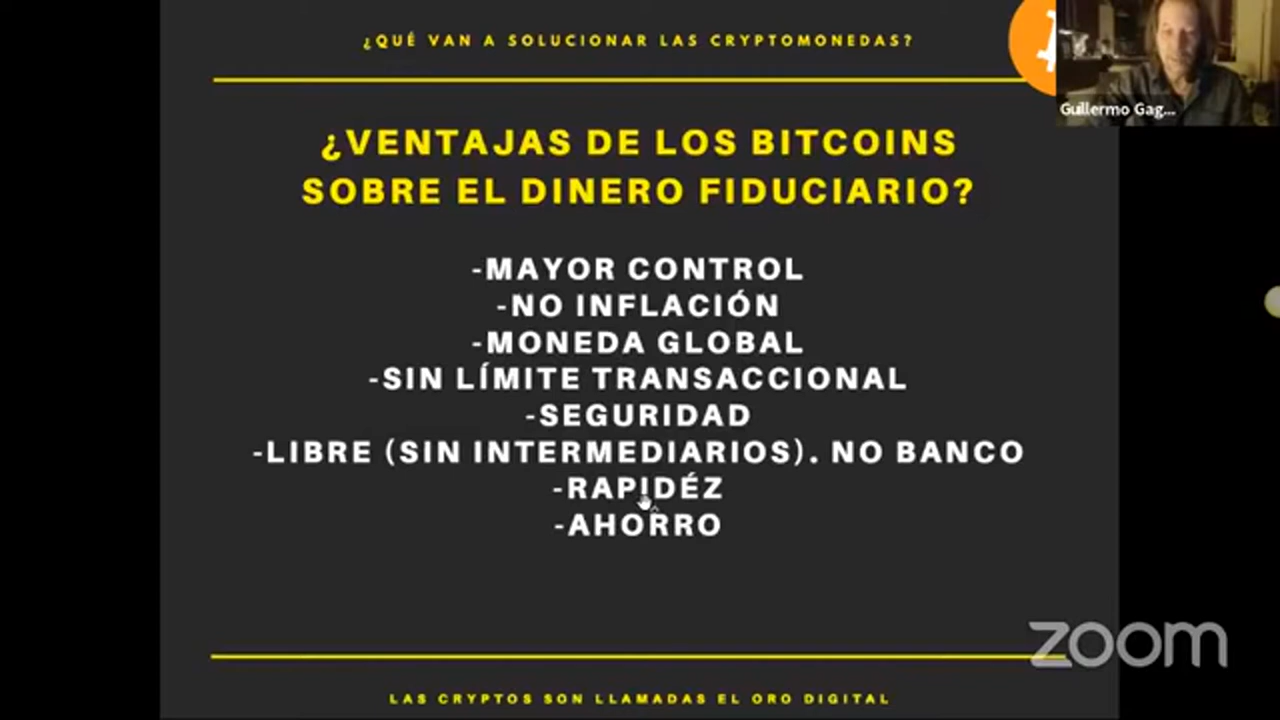 ¿QUÉ VAN A SOLUCIONAR LAS CRYPTOMONEDAS?
Guillermo Gag...
¿VENTAJAS DE LOS BITCOINS
SOBRE EL DINERO FIDUCIARIO?
-MAYOR CONTROL
-NO INFLACIÓN
-MONEDA GLOBAL
-SIN LÍMITE TRANSACCIONAL
-SEGURIDAD
-LIBRE (SIN INTERMEDIARIOS). NO BANCO
-RAPIDÉZ
-AHORRO
zoom
LAS CRYPTOS SON LLAMADAS EL ORO DIGITAL